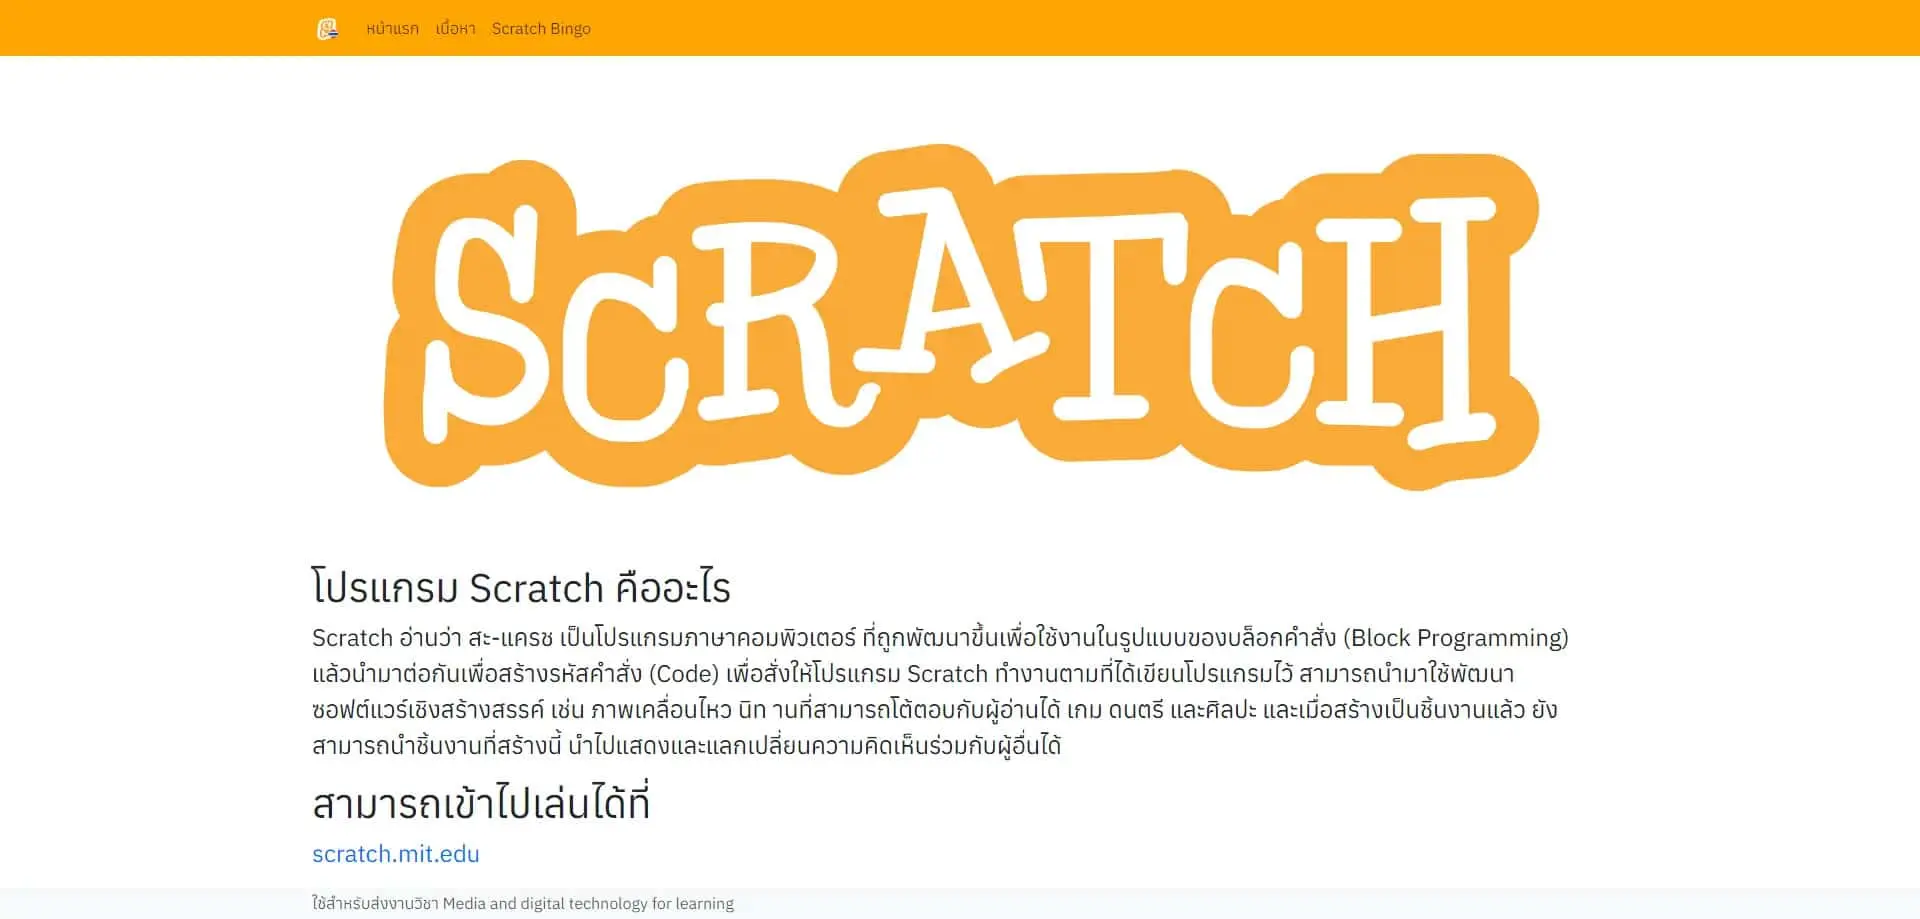 หน้าแรก เนื้อหา Scratch Bingo
SCRATCH
โปรแกรม Scratch คืออะไร
Scratch อ่านว่า สะ-แครช เป็นโปรแกรมภาษาคอมพิวเตอร์ ที่ถูกพัฒนาขึ้นเพื่อใช้งานในรูปแบบของบล็อกคำสั่ง (Block Programming)
แล้วนำมาต่อกันเพื่อสร้างรหัสคำสั่ง (Code) เพื่อสั่งให้โปรแกรม Scratch ทำงานตามที่ได้เขียนโปรแกรมไว้ สามารถนำมาใช้พัฒนา
ซอฟต์แวร์เชิงสร้างสรรค์ เช่น ภาพเคลื่อนไหว นิท านที่สามารถโต้ตอบกับผู้อ่านได้ เกม ดนตรี และศิลปะ และเมื่อสร้างเป็นชิ้นงานแล้ว ยัง
สามารถนำชิ้นงานที่สร้างนี้ นำไปแสดงและแลกเปลี่ยนความคิดเห็นร่วมกับผู้อื่นได้
สามารถเข้าไปเล่นได้ที่
scratch.mit.edu
ใช้สำหรับส่งงานวิชา Media and digital technology for learning